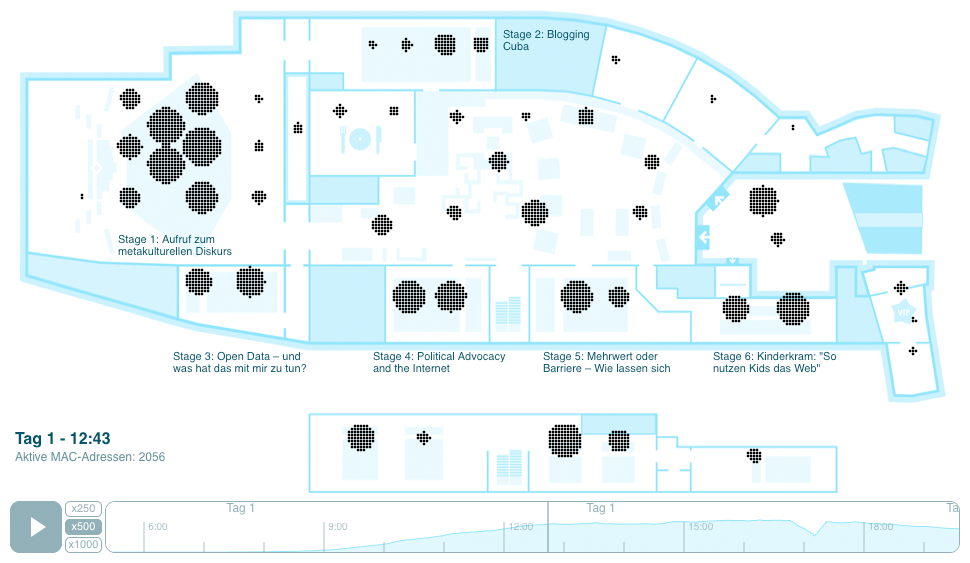 Stage 2: Blogging
Cuba
Stage 1: Aufruf zum
metakulturellen Diskurs
VIP
Stage 3: Open Data – und
was hat das mit mir zu tun?
Stage 4: Political Advocacy
and the Internet
Stage 5: Mehrwert oder
Barriere – Wie lassen sich
Stage 6: Kinderkram: "So
nutzen Kids das Web"
Tag 1 - 12:43
Aktive MAC-Adressen: 2056
x250
x500
x1000
Tag 1
Tag 1
Ta
6:00
9:00
12:00
15:00
18:00